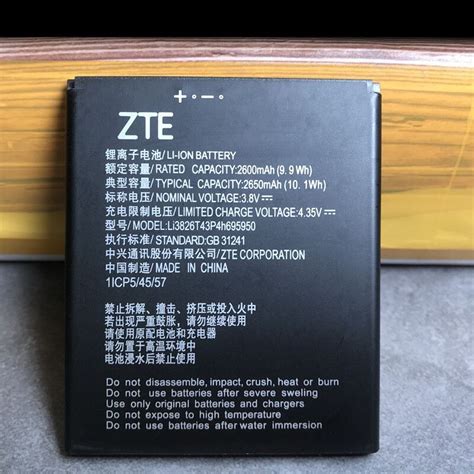 + · − ·
ZTE
锂离子电池/LI-ION BATTERY
额定容量/RATED CAPACITY:2600mAh(9.9Wh)
典型容量/TYPICAL CAPACITY:2650mAh(10.1Wh)
标称电压/NOMINAL VOLTAGE:3.8V⎓
充电限制电压/LIMITED CHARGE VOLTAGE:4.35V⎓
型号/MODEL:Li3826T43P4h695950
执行标准/STANDARD:GB 31241
中兴通讯股份有限公司/ZTE CORPORATION
中国制造/MADE IN CHINA
1ICP5/45/57
禁止拆解、撞击、挤压或投入火中
若出现严重鼓胀,请勿继续使用
请使用原配电池和充电器
请勿置于高温环境中
电池浸水后禁止使用
Do not disassemble, impact, crush, heat or burn
Do not use batteries after severe sweling
Use only original batteries and chargers
Do not expose to high temperature
Do not use batteries after water immersion